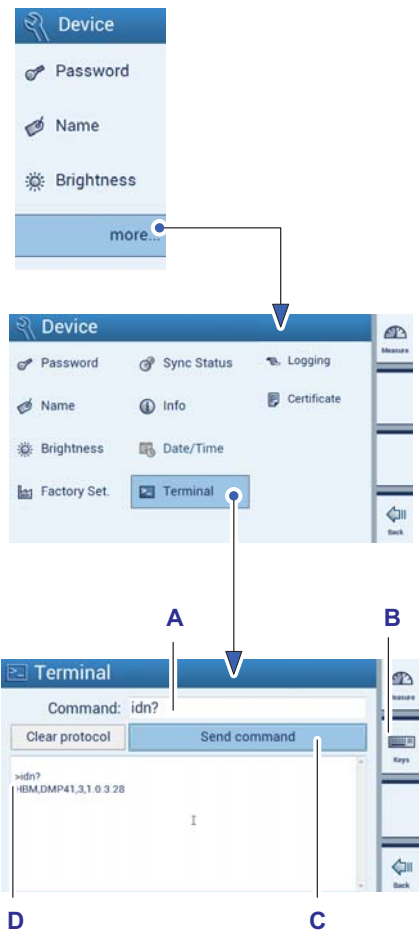 Device
Password
Name
Brightness
more...
Device
Measure
Password Sync Status Logging
Name Info Certificate
Brightness Date/Time
Factory Set. Terminal
Back
A B
Terminal
Command: idn?
Clear protocol Send command
Keys
>idn?
HBM,DMP41,3,1.0.3.28
Back
D C